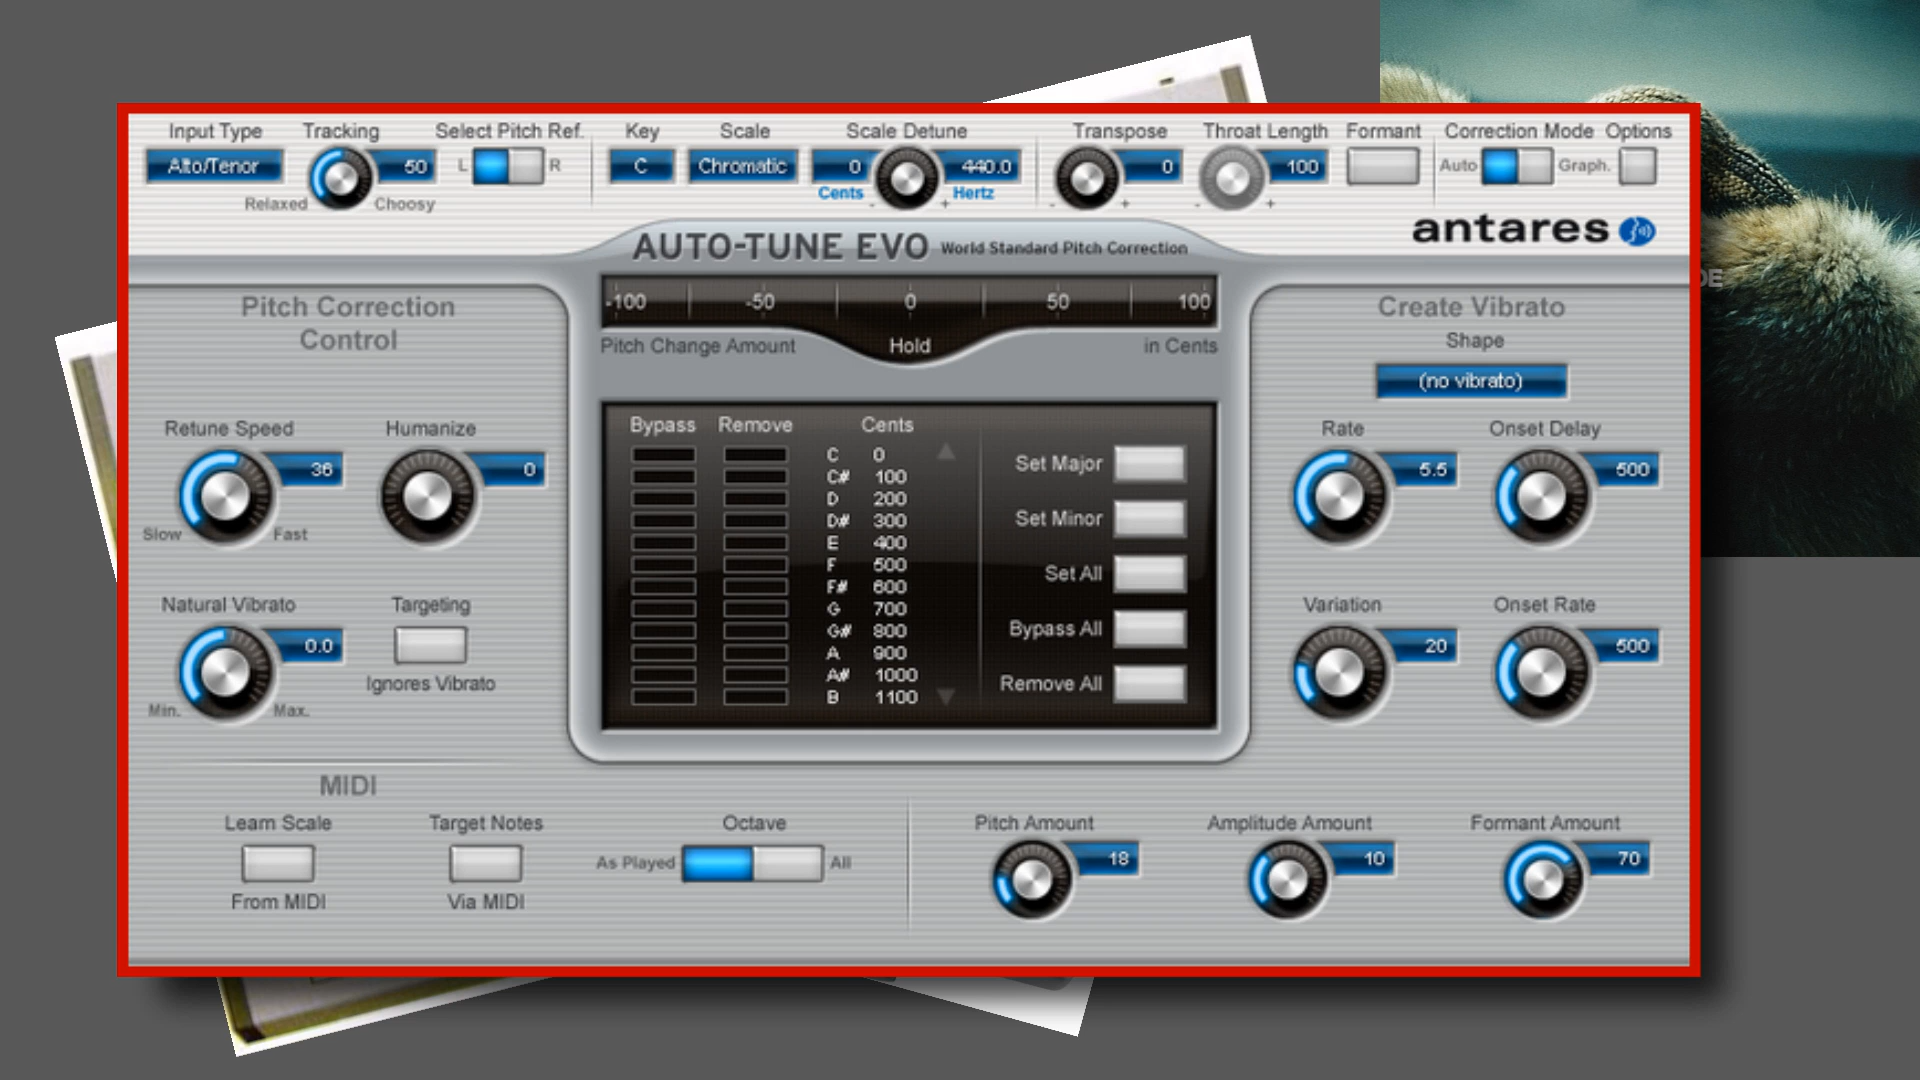 Input Type Tracking Select Pitch Ref. Key Scale Scale Detune Transpose Throat Length Formant Correction Mode Options
Alto/Tenor 50 L R C Chromatic 0 440.0 0 100 Auto Graph.
Relaxed Choosy Cents - + Hertz - + - +
antares
AUTO-TUNE EVO World Standard Pitch Correction
-100 -50 0 50 100
Pitch Change Amount Hold in Cents
Pitch Correction
Control
Retune Speed Humanize
36 0
Slow Fast
Natural Vibrato Targeting
0.0
Ignores Vibrato
Min. Max.
Bypass Remove Cents
C 0
C# 100
D 200
D# 300
E 400
F 500
F# 600
G 700
G# 800
A 900
A# 1000
B 1100
Set Major
Set Minor
Set All
Bypass All
Remove All
Create Vibrato
Shape
(no vibrato)
Rate Onset Delay
5.5 500
Variation Onset Rate
20 500
MIDI
Learn Scale Target Notes Octave
As Played All
From MIDI Via MIDI
Pitch Amount Amplitude Amount Formant Amount
18 10 70